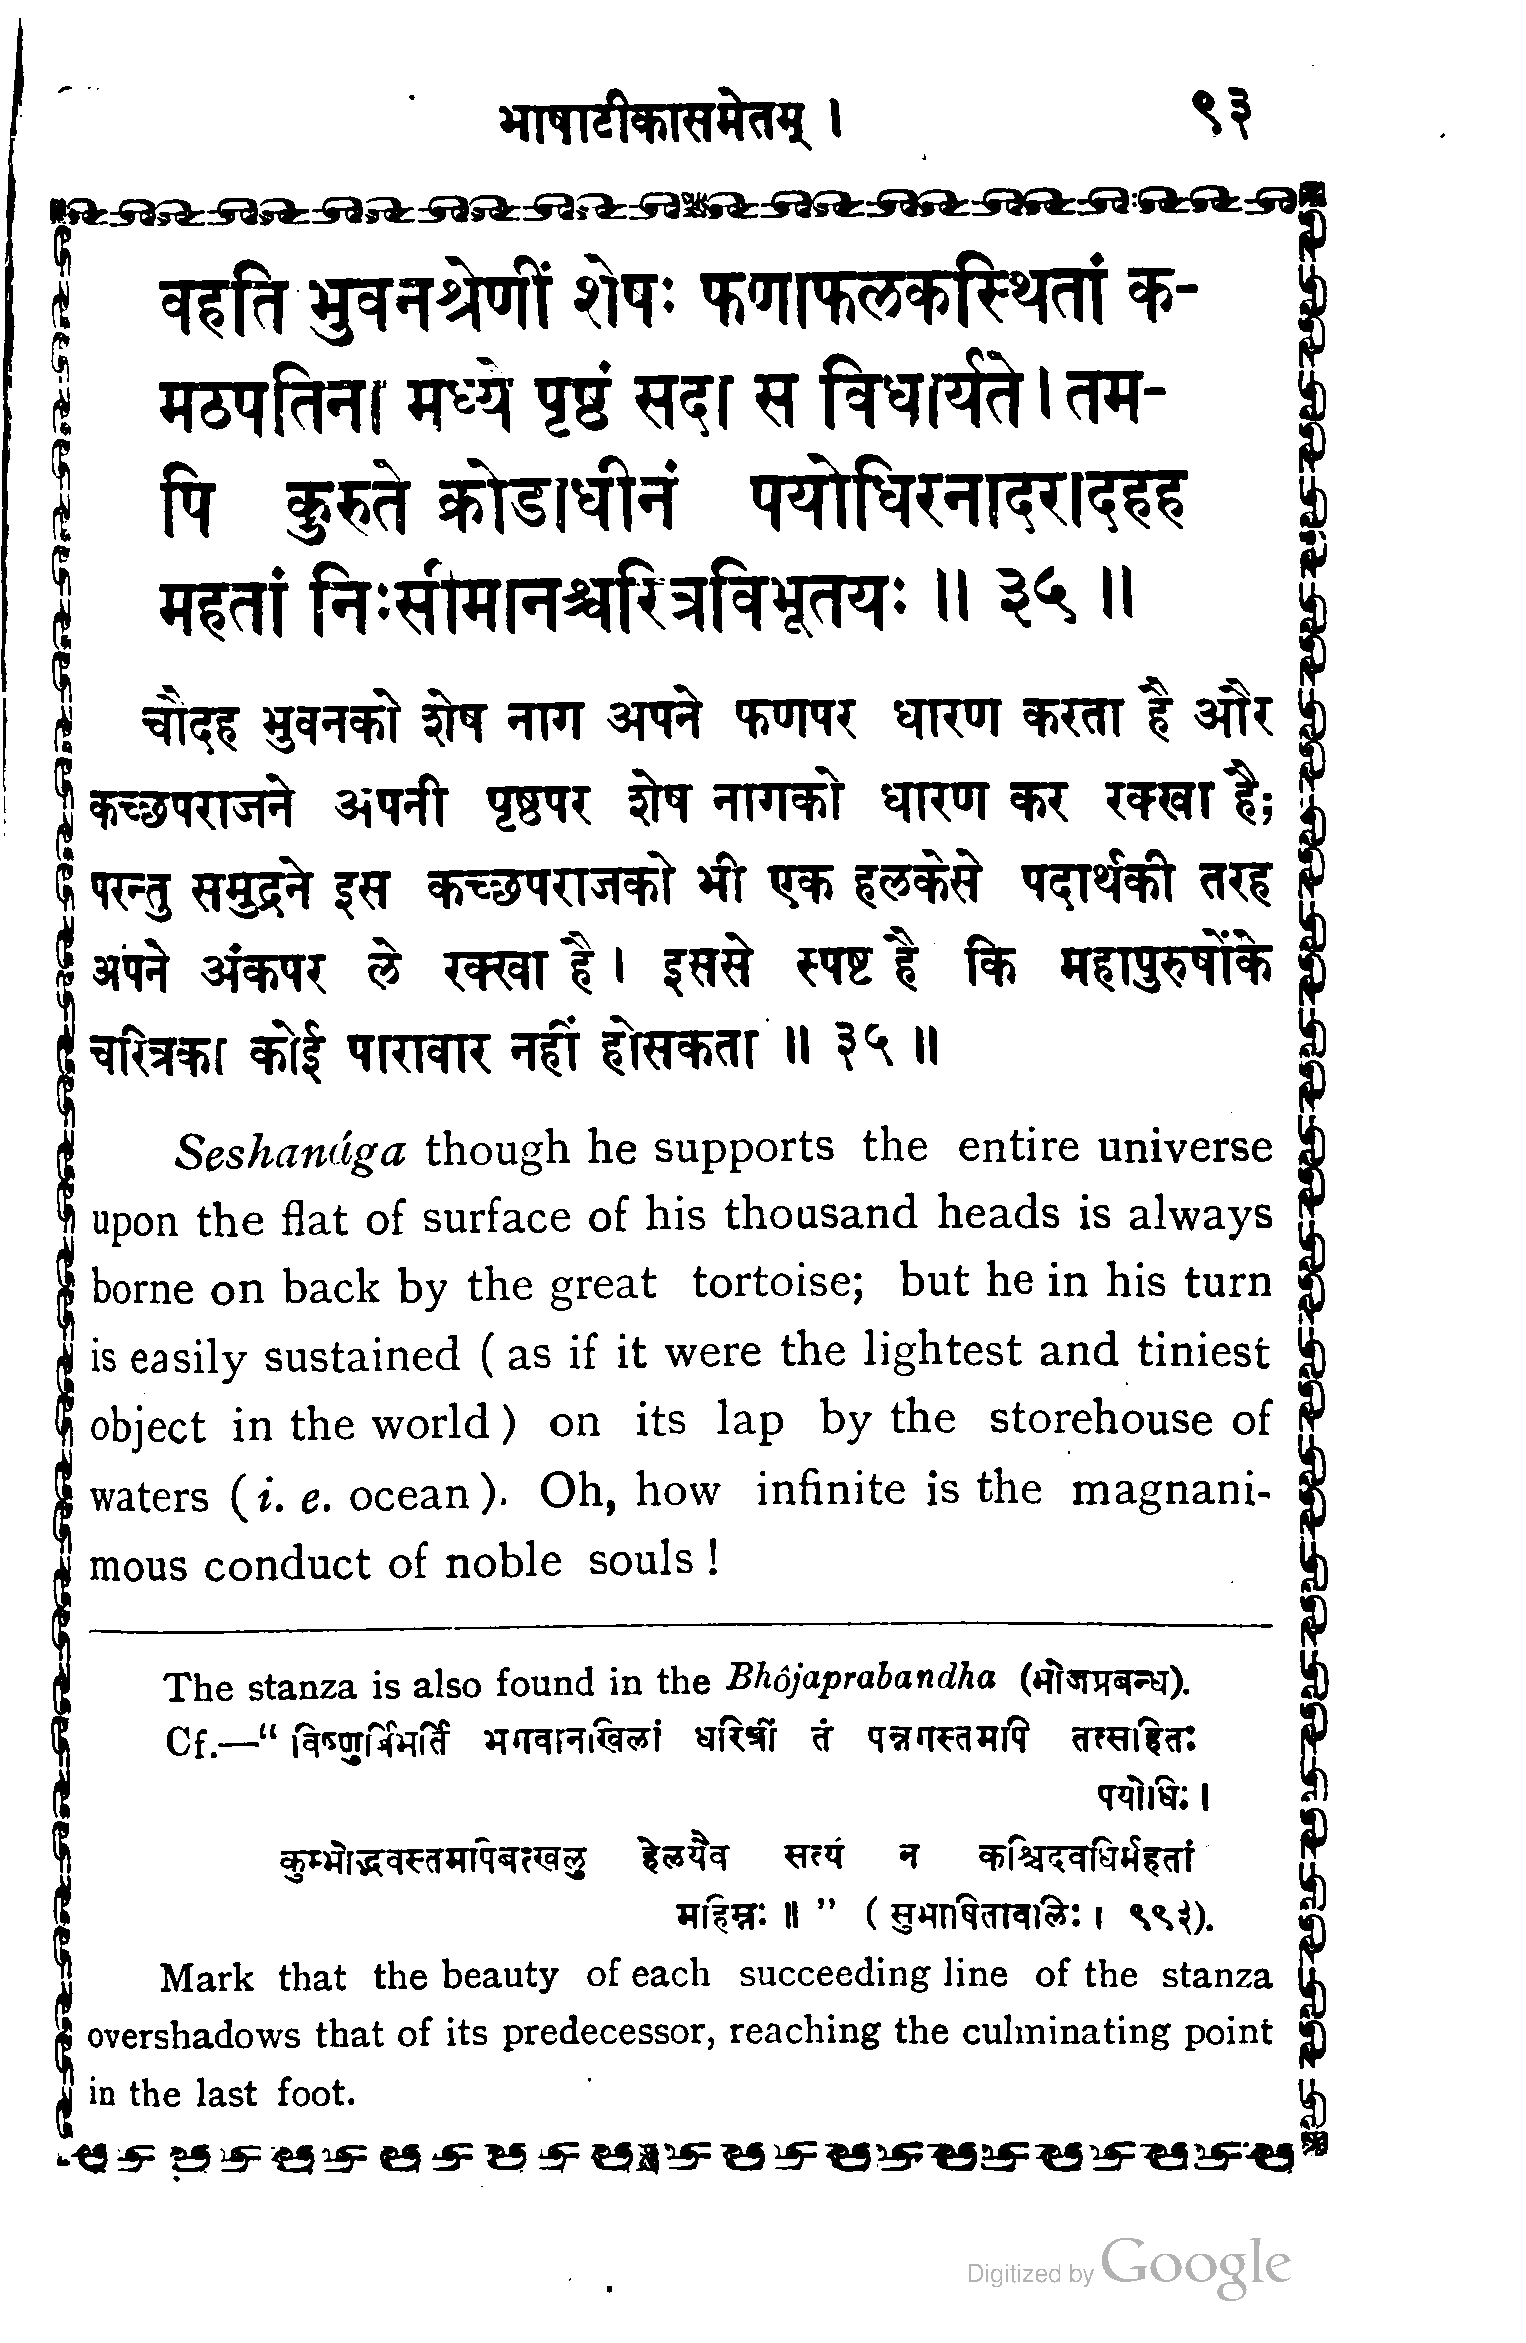 भाषाटीकासमेतम् । ९३
वहति भुवनश्रेणीं शेषः फणाफलकस्थितां क-
मठपतिना मध्ये पृष्ठं सदा स विधार्यते । तम-
पि कुरुते क्रोडाधीनं पयोधिरनादरादहह
महतां निःसीमानश्चरित्रविभूतयः ॥ ३५ ॥
चौदह भुवनको शेष नाग अपने फणपर धारण करता है और
कच्छपराजने अपनी पृष्ठपर शेष नागको धारण कर रक्खा है;
परन्तु समुद्रने इस कच्छपराजको भी एक हलकेसे पदार्थकी तरह
अपने अंकपर ले रक्खा है । इससे स्पष्ट है कि महापुरुषोंके
चरित्रका कोई पारावार नहीं होसकता ॥ ३५ ॥
Seshanága though he supports the entire universe
upon the flat of surface of his thousand heads is always
borne on back by the great tortoise; but he in his turn
is easily sustained ( as if it were the lightest and tiniest
object in the world ) on its lap by the storehouse of
waters ( i. e. ocean ). Oh, how infinite is the magnani-
mous conduct of noble souls !
The stanza is also found in the Bhôjaprabandha (भोजप्रबन्ध).
Cf.—“ विष्णुर्बिभर्ति भगवानखिलां धरित्रीं तं पन्नगस्तमपि तत्सहितः
पयोधिः ।
कुम्भोद्भवस्तमपिबत्खलु हेलयैव सत्यं न कश्चिदवधिर्महतां
महिम्नः ॥ ” ( सुभाषितावलिः । ९९३).
Mark that the beauty of each succeeding line of the stanza
overshadows that of its predecessor, reaching the culminating point
in the last foot.
Digitized by Google